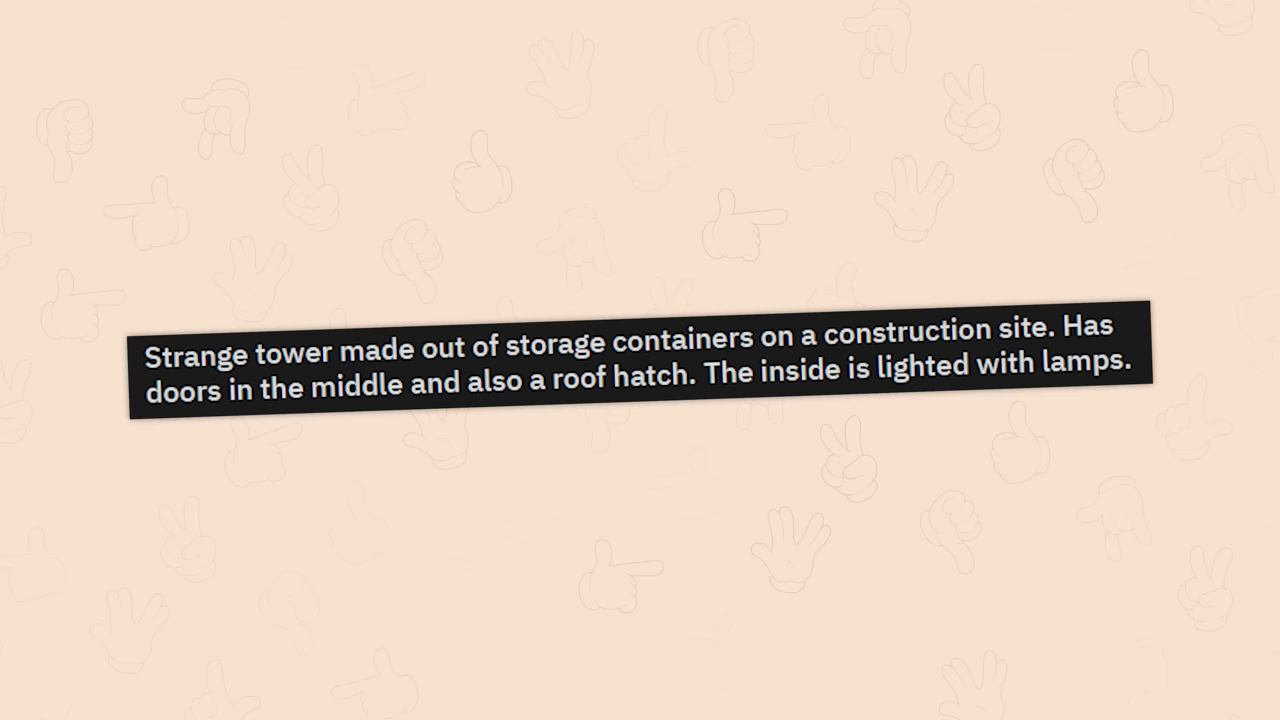 Strange tower made out of storage containers on a construction site. Has
doors in the middle and also a roof hatch. The inside is lighted with lamps.